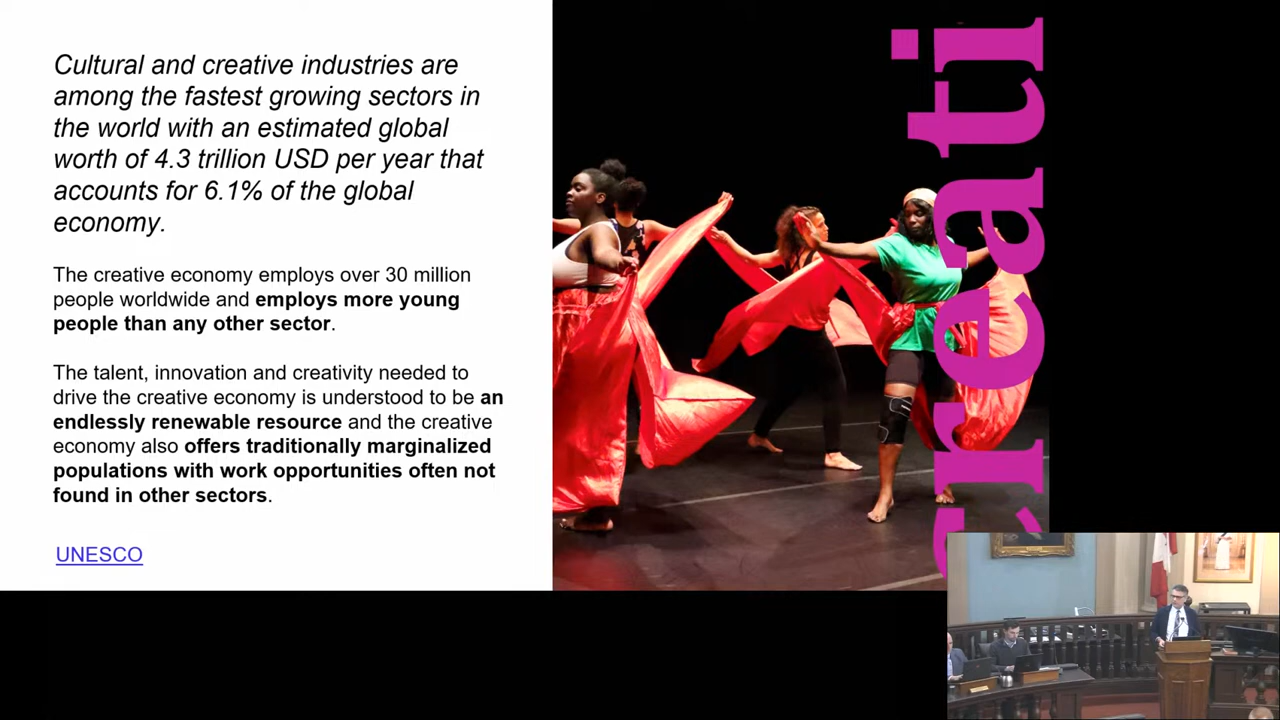 Cultural and creative industries are
among the fastest growing sectors in
the world with an estimated global
worth of 4.3 trillion USD per year that
accounts for 6.1% of the global
economy.
The creative economy employs over 30 million
people worldwide and employs more young
people than any other sector.
The talent, innovation and creativity needed to
drive the creative economy is understood to be an
endlessly renewable resource and the creative
economy also offers traditionally marginalized
populations with work opportunities often not
found in other sectors.
UNESCO
creati